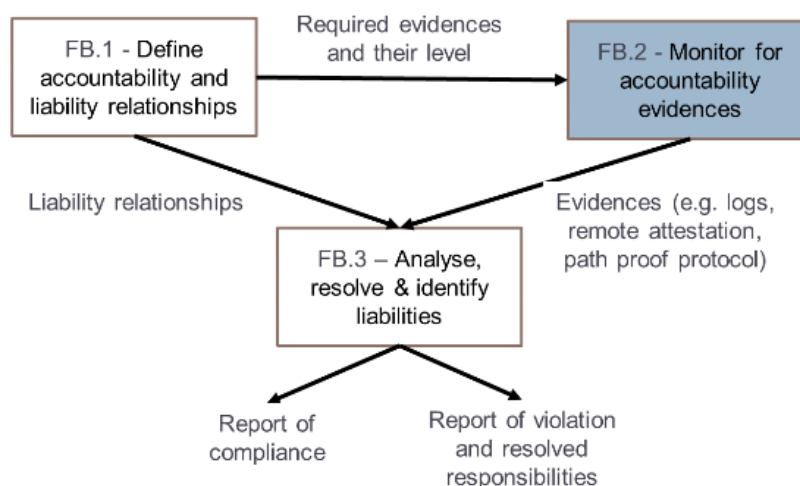 FB.1 - Define
accountability and
liability relationships
Required evidences
and their level
FB.2 - Monitor for
accountability
evidences
Liability relationships
Evidences (e.g. logs,
remote attestation,
path proof protocol)
FB.3 – Analyse,
resolve & identify
liabilities
Report of
compliance
Report of violation
and resolved
responsibilities